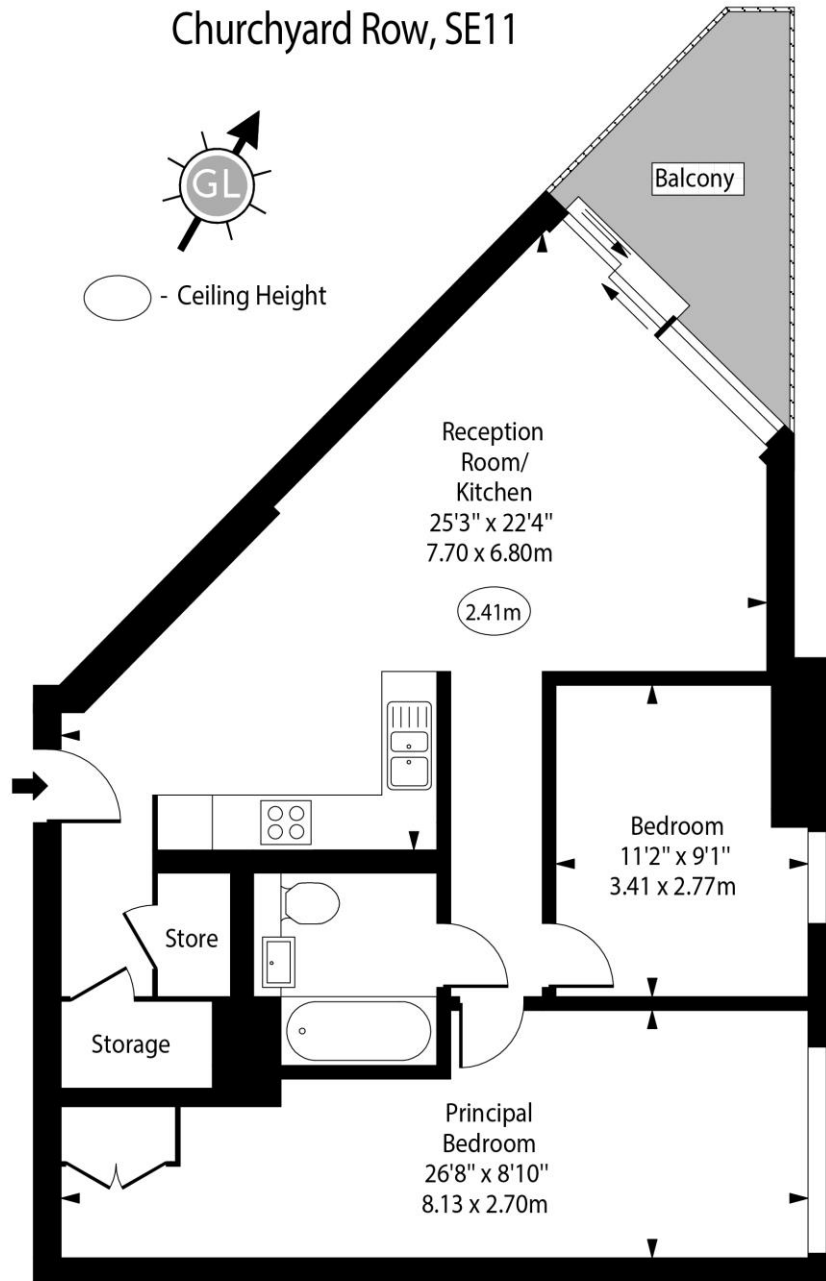 Churchyard Row, SE11
GL
- Ceiling Height
Balcony
Reception
Room/
Kitchen
25'3" x 22'4"
7.70 x 6.80m
2.41m
Bedroom
11'2" x 9'1"
3.41 x 2.77m
Store
Storage
Principal
Bedroom
26'8" x 8'10"
8.13 x 2.70m